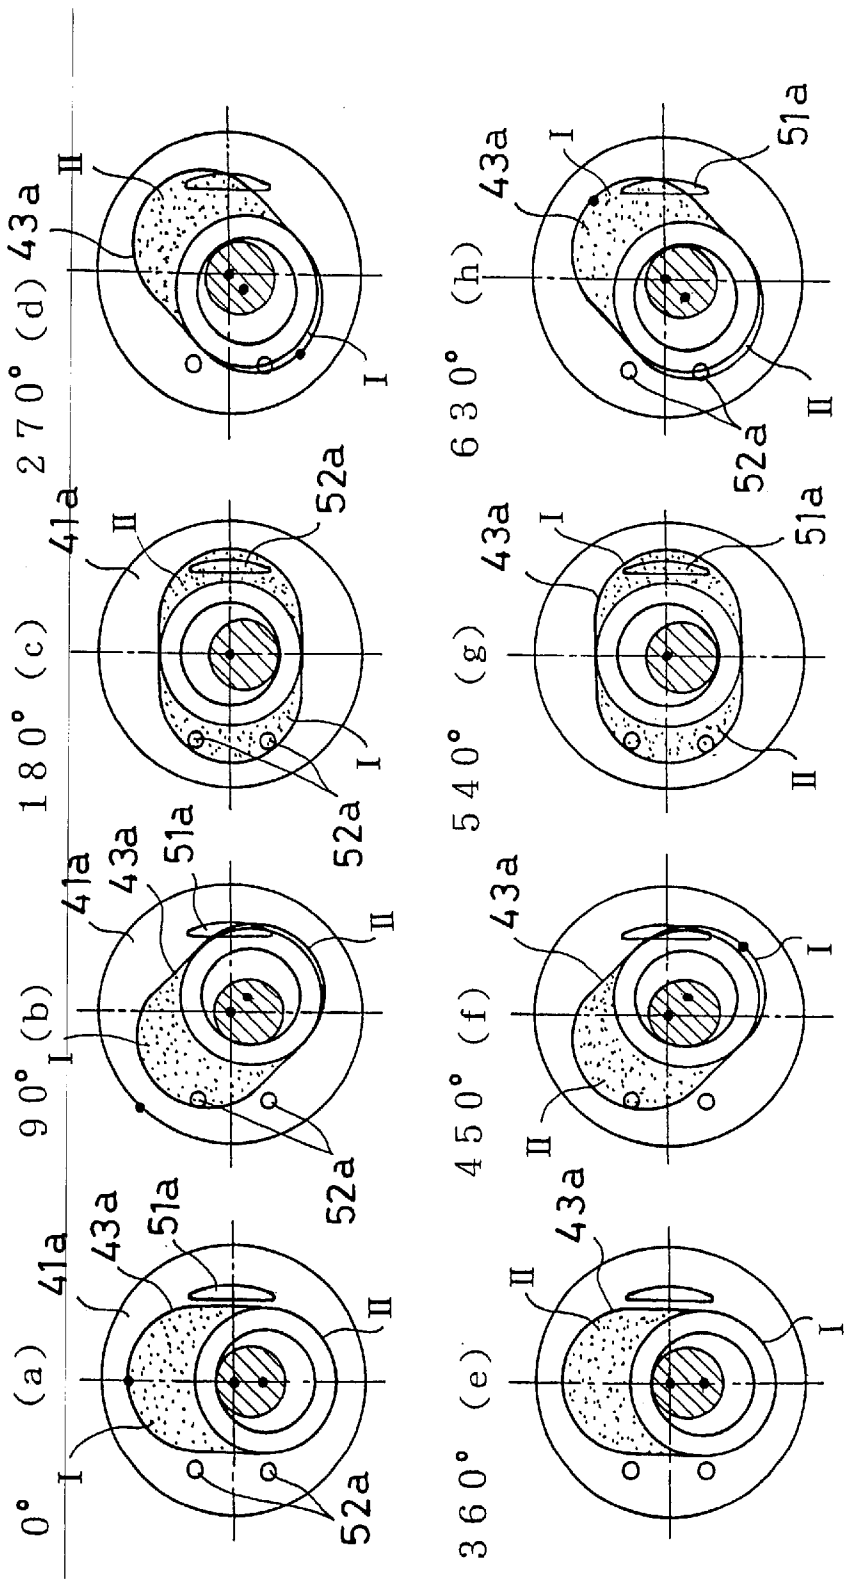 0° (a)
41a
43a
51a
I
II
52a
90° (b)
41a
43a
51a
I
II
52a
180° (c)
41a
II
52a
I
52a
270° (d)
43a
II
I
360° (e)
II
43a
I
450° (f)
43a
II
I
540° (g)
43a
I
51a
II
630° (h)
43a
I
51a
52a
II